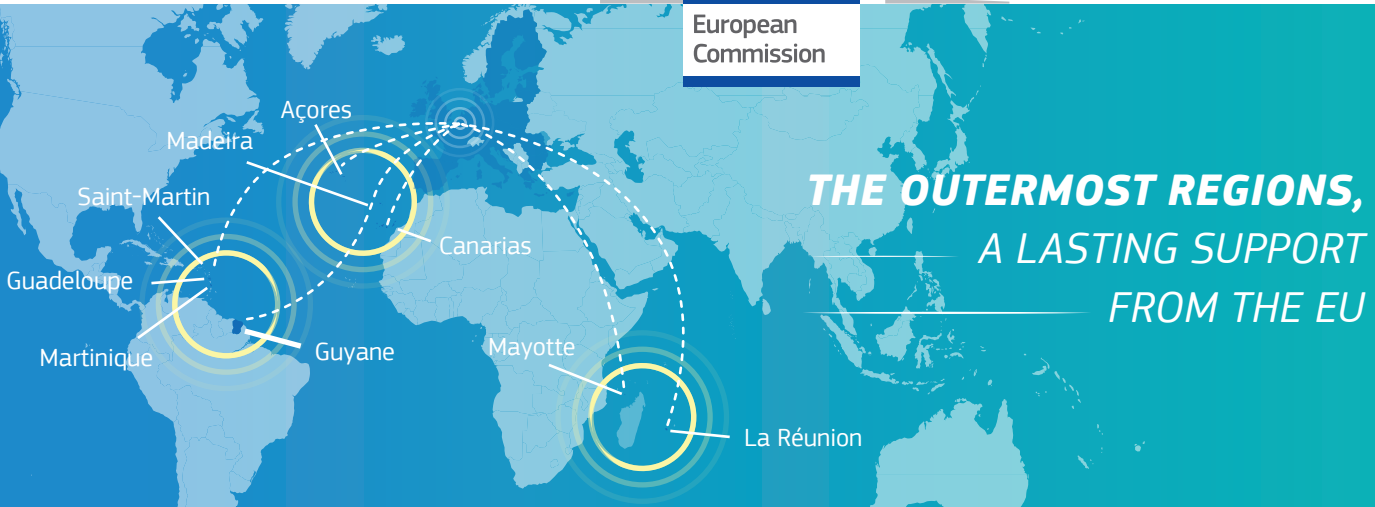 European
Commission
Açores
Madeira
Saint-Martin
Canarias
Guadeloupe
Martinique
Guyane
Mayotte
La Réunion
THE OUTERMOST REGIONS,
A LASTING SUPPORT
FROM THE EU